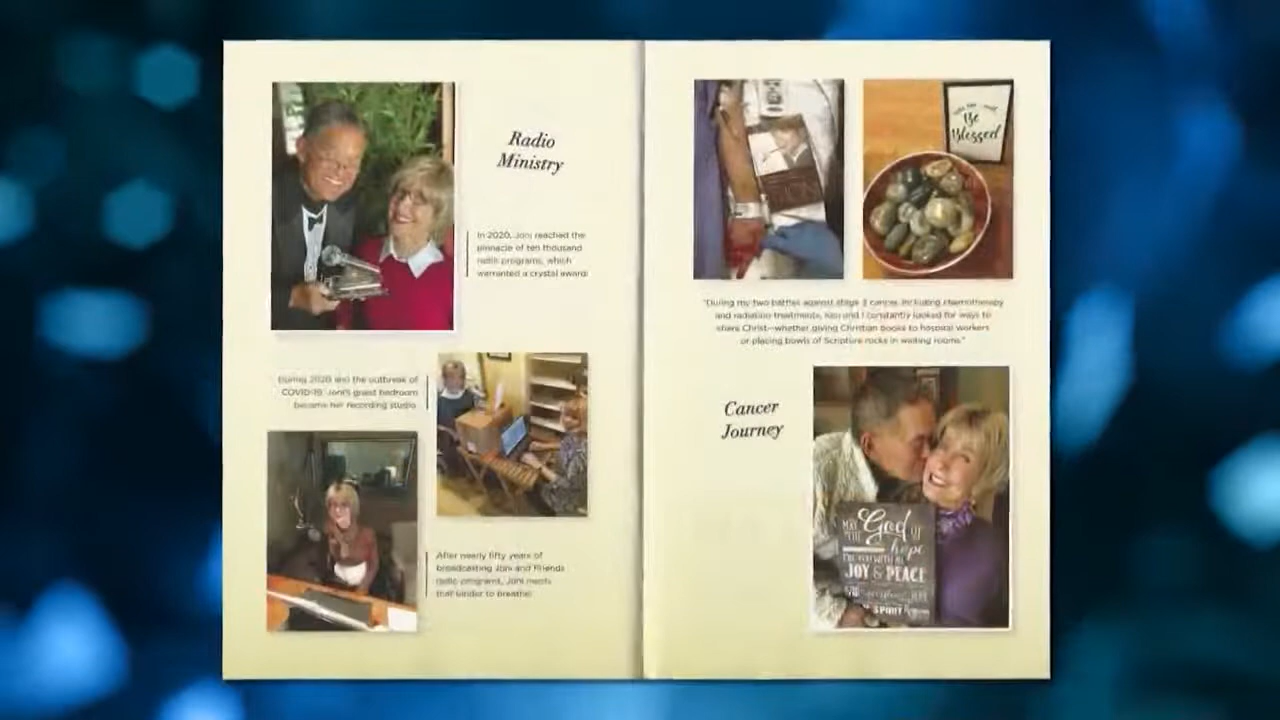 Radio
Ministry
In 2020, Joni reached the
pinnacle of ten thousand
radio programs, which
warranted a crystal award.
During 2020 and the outbreak of
COVID-19, Joni's guest bedroom
became her recording studio.
After nearly fifty years of
broadcasting Joni and Friends
radio programs, Joni needs
that binder to breathe!
Be
Blessed
"During my two battles against stage 3 cancer, including chemotherapy
and radiation treatments, Ken and I constantly looked for ways to
share Christ—whether giving Christian books to hospital workers
or placing bowls of Scripture rocks in waiting rooms."
Cancer
Journey
MAY God OF
THE hope
JOY & PEACE
SPIRIT